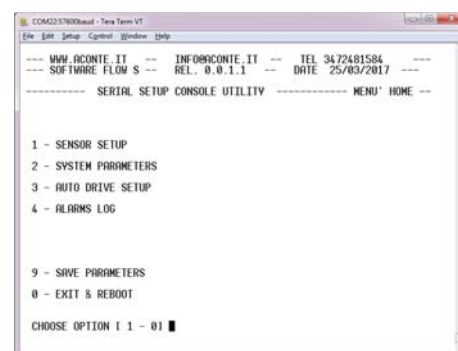 COM22:57600baud - Tera Term VT
File Edit Setup Control Window Help
--- WWW.ACONTE.IT -- INFO@ACONTE.IT -- TEL 3472481584 ---
--- SOFTWARE FLOW S -- REL. 0.0.1.1 -- DATE 25/03/2017 ---
---------- SERIAL SETUP CONSOLE UTILITY ------------ MENU' HOME --
1 - SENSOR SETUP
2 - SYSTEM PARAMETERS
3 - AUTO DRIVE SETUP
4 - ALARMS LOG
9 - SAVE PARAMETERS
0 - EXIT & REBOOT
CHOOSE OPTION [ 1 - 0]